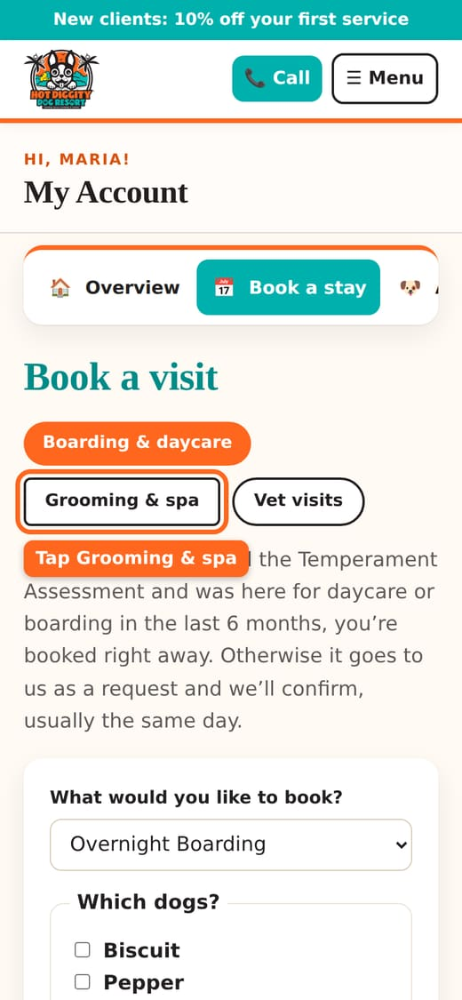 New clients: 10% off your first service
HOT DIGGITY
DOG RESORT
Call
☰ Menu
HI, MARIA!
My Account
Overview
Book a stay
Book a visit
Boarding & daycare
Grooming & spa
Vet visits
Tap Grooming & spa
the Temperament
Assessment and was here for daycare or
boarding in the last 6 months, you’re
booked right away. Otherwise it goes to
us as a request and we’ll confirm,
usually the same day.
What would you like to book?
Overnight Boarding
Which dogs?
Biscuit
Pepper